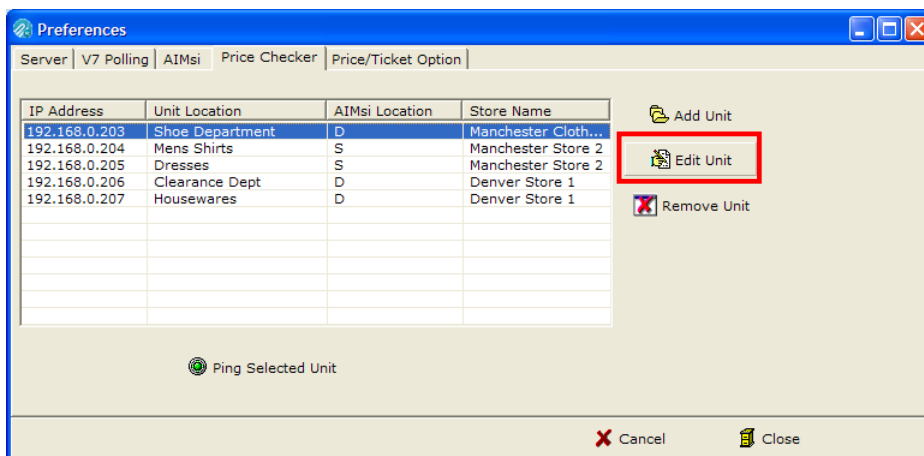 Preferences
Server V7 Polling AIMsi Price Checker Price/Ticket Option
IP Address Unit Location AIMsi Location Store Name
192.168.0.203 Shoe Department D Manchester Cloth...
192.168.0.204 Mens Shirts S Manchester Store 2
192.168.0.205 Dresses S Manchester Store 2
192.168.0.206 Clearance Dept D Denver Store 1
192.168.0.207 Housewares D Denver Store 1
Add Unit
Edit Unit
Remove Unit
Ping Selected Unit
Cancel Close